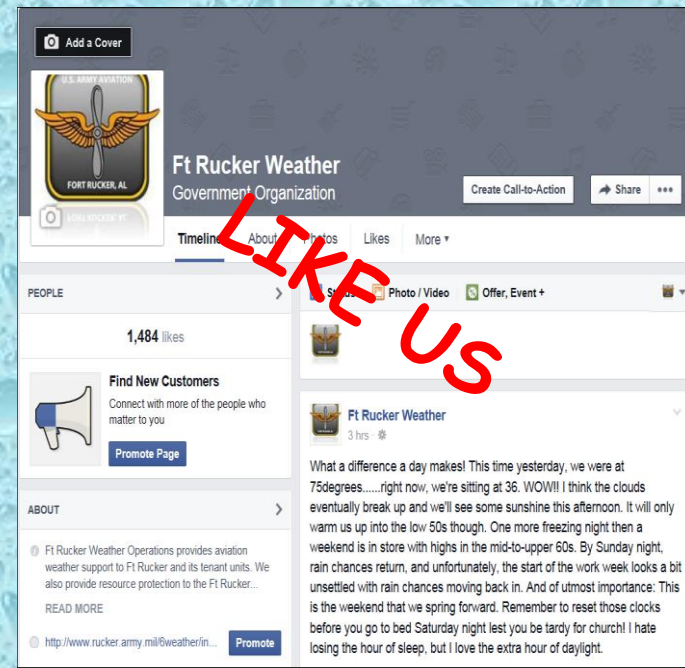 Add a Cover
U.S. ARMY AVIATION
FORT RUCKER, AL
Ft Rucker Weather
Government Organization
Create Call-to-Action
Share
Timeline About Photos Likes More
LIKE US
PEOPLE
1,484 likes
Find New Customers
Connect with more of the people who
matter to you
Promote Page
ABOUT
Ft Rucker Weather Operations provides aviation
weather support to Ft Rucker and its tenant units. We
also provide resource protection to the Ft Rucker...
READ MORE
http://www.rucker.army.mil/6weather/in...
Promote
Photo / Video Offer, Event +
Ft Rucker Weather
3 hrs ·
What a difference a day makes! This time yesterday, we were at
75degrees......right now, we're sitting at 36. WOW!! I think the clouds
eventually break up and we'll see some sunshine this afternoon. It will only
warm us up into the low 50s though. One more freezing night then a
weekend is in store with highs in the mid-to-upper 60s. By Sunday night,
rain chances return, and unfortunately, the start of the work week looks a bit
unsettled with rain chances moving back in. And of utmost importance: This
is the weekend that we spring forward. Remember to reset those clocks
before you go to bed Saturday night lest you be tardy for church! I hate
losing the hour of sleep, but I love the extra hour of daylight.